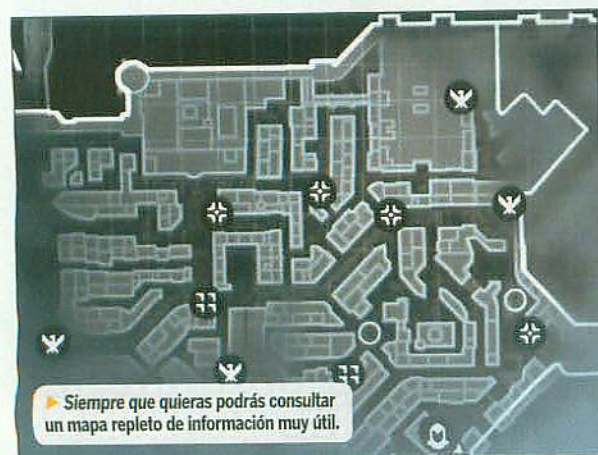 Siempre que quieras podrás consultar
un mapa repleto de información muy útil.